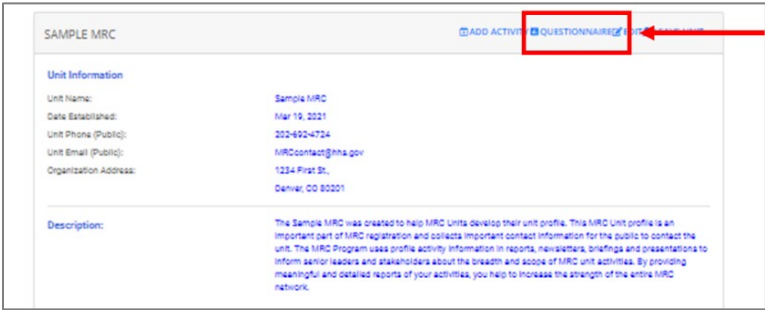 SAMPLE MRC
ADD ACTIVITY QUESTIONNAIRE EDIT
Unit Information
Unit Name: Sample MRC
Date Established: Mar 19, 2021
Unit Phone (Public): 202-692-4724
Unit Email (Public): MRCcontact@hhs.gov
Organization Address: 1234 First St.,
Denver, CO 80201
Description: The Sample MRC was created to help MRC Units develop their unit profile. This MRC Unit profile is an
important part of MRC registration and collects important contact information for the public to contact the
unit. The MRC Program uses profile activity information in reports, newsletters, briefings and presentations to
inform senior leaders and stakeholders about the breadth and scope of MRC unit activities. By providing
meaningful and detailed reports of your activities, you help to increase the strength of the entire MRC
network.